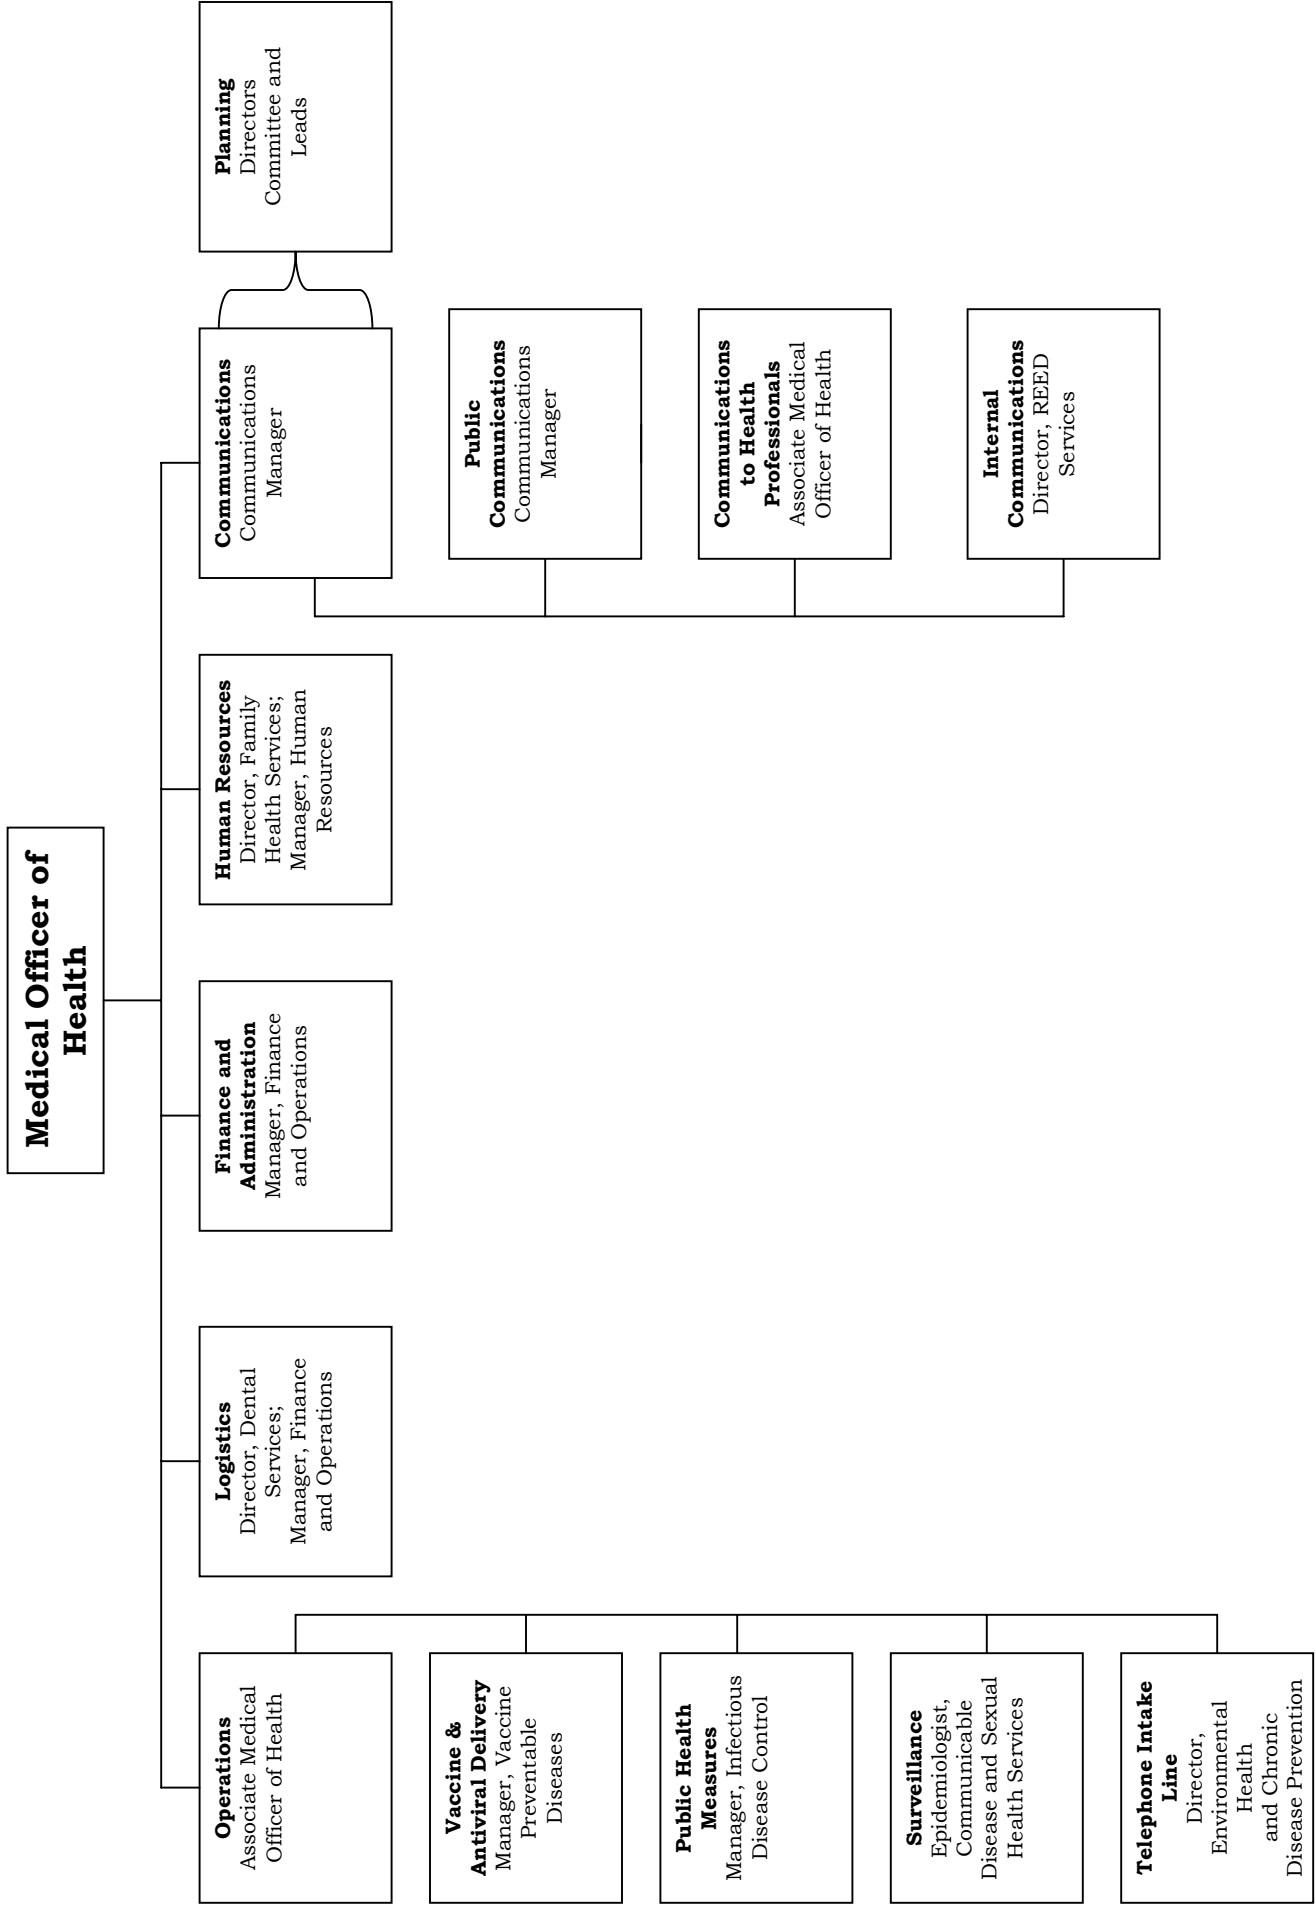 Medical Officer of
Health
Operations
Associate Medical
Officer of Health
Logistics
Director, Dental
Services;
Manager, Finance
and Operations
Finance and
Administration
Manager, Finance
and Operations
Human Resources
Director, Family
Health Services;
Manager, Human
Resources
Communications
Communications
Manager
Planning
Directors
Committee and
Leads
Vaccine &
Antiviral Delivery
Manager, Vaccine
Preventable
Diseases
Public Health
Measures
Manager, Infectious
Disease Control
Surveillance
Epidemiologist,
Communicable
Disease and Sexual
Health Services
Telephone Intake
Line
Director,
Environmental
Health
and Chronic
Disease Prevention
Public
Communications
Communications
Manager
Communications
to Health
Professionals
Associate Medical
Officer of Health
Internal
Communications
Director, REED
Services